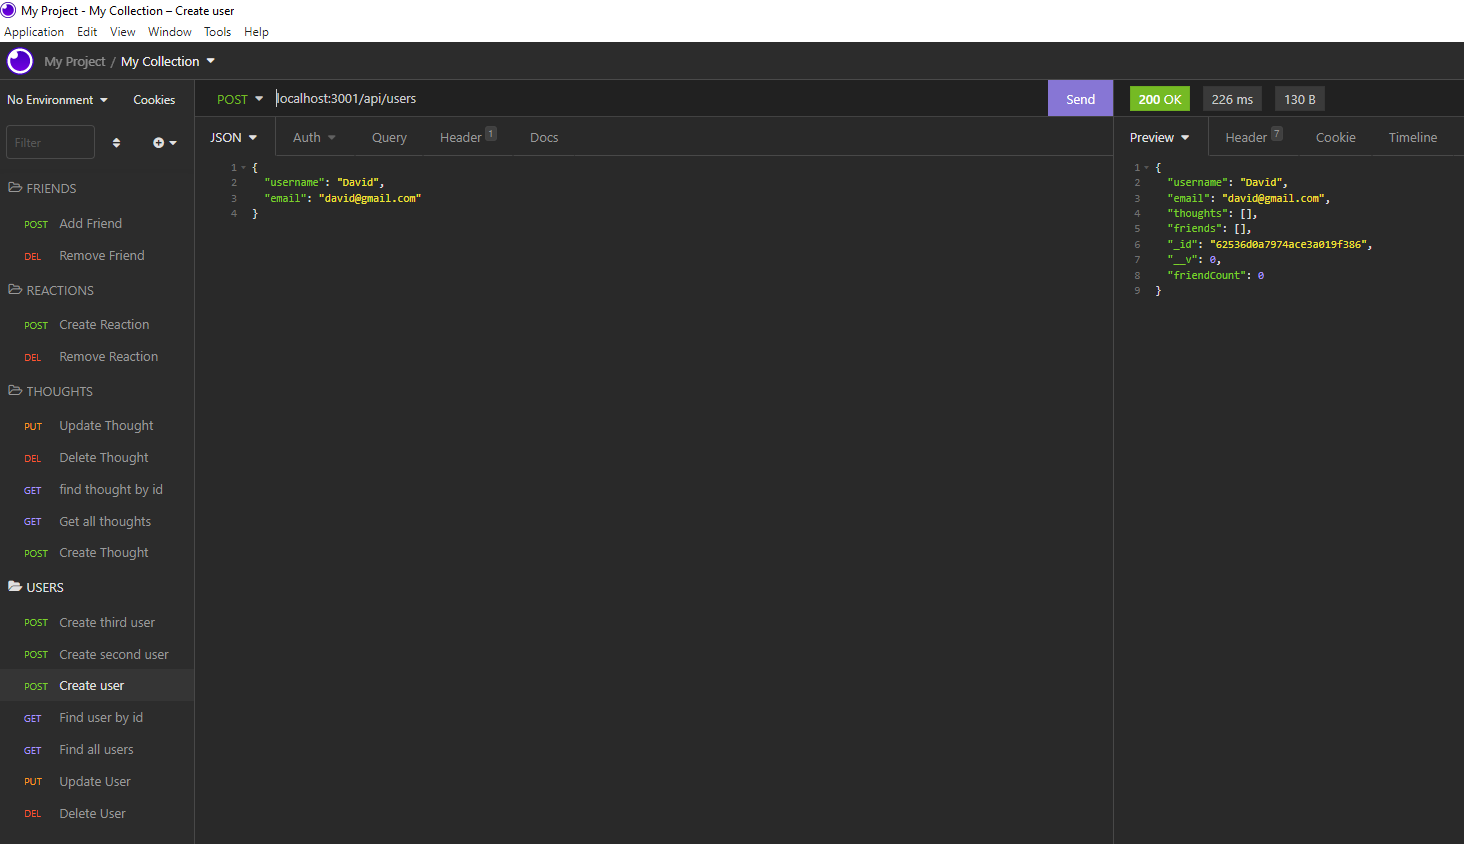 My Project - My Collection – Create user
Application Edit View Window Tools Help
My Project / My Collection
No Environment Cookies
Filter
FRIENDS
POST Add Friend
DEL Remove Friend
REACTIONS
POST Create Reaction
DEL Remove Reaction
THOUGHTS
PUT Update Thought
DEL Delete Thought
GET find thought by id
GET Get all thoughts
POST Create Thought
USERS
POST Create third user
POST Create second user
POST Create user
GET Find user by id
GET Find all users
PUT Update User
DEL Delete User
POST localhost:3001/api/users Send
JSON Auth Query Header 1 Docs
1 {
2 "username": "David",
3 "email": "david@gmail.com"
4 }
200 OK 226 ms 130 B
Preview Header 7 Cookie Timeline
1 {
2 "username": "David",
3 "email": "david@gmail.com",
4 "thoughts": [],
5 "friends": [],
6 "_id": "62536d0a7974ace3a019f386",
7 "__v": 0,
8 "friendCount": 0
9 }